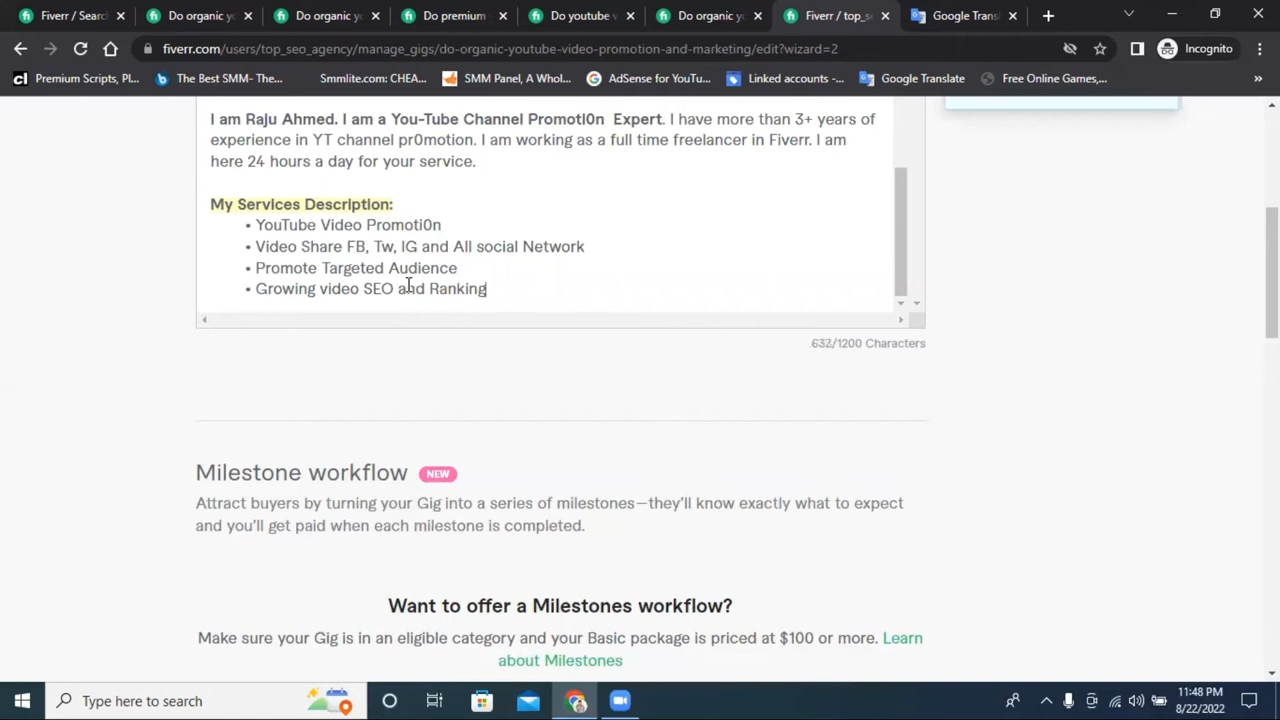 Fiverr / Sear
Do organic yo
Do organic yo
Do premium
Do youtube v
Do organic yo
Fiverr / top_se
Google Transl
fiverr.com/users/top_seo_agency/manage_gigs/do-organic-youtube-video-promotion-and-marketing/edit?wizard=2
Incognito
Premium Scripts, Pl...
The Best SMM- The...
Smmlite.com: CHEA...
SMM Panel, A Whol...
AdSense for YouTu...
Linked accounts -...
Google Translate
Free Online Games,...
I am Raju Ahmed. I am a You-Tube Channel Promoti0n Expert. I have more than 3+ years of
experience in YT channel pr0motion. I am working as a full time freelancer in Fiverr. I am
here 24 hours a day for your service.
My Services Description:
• YouTube Video Promoti0n
• Video Share FB, Tw, IG and All social Network
• Promote Targeted Audience
• Growing video SEO and Ranking
/1200 Characters
Milestone workflow NEW
Attract buyers by turning your Gig into a series of milestones—they'll know exactly what to expect
and you'll get paid when each milestone is completed.
Want to offer a Milestones workflow?
Make sure your Gig is in an eligible category and your Basic package is priced at $100 or more. Learn
about Milestones
Type here to search
11:48 PM
8/22/2022